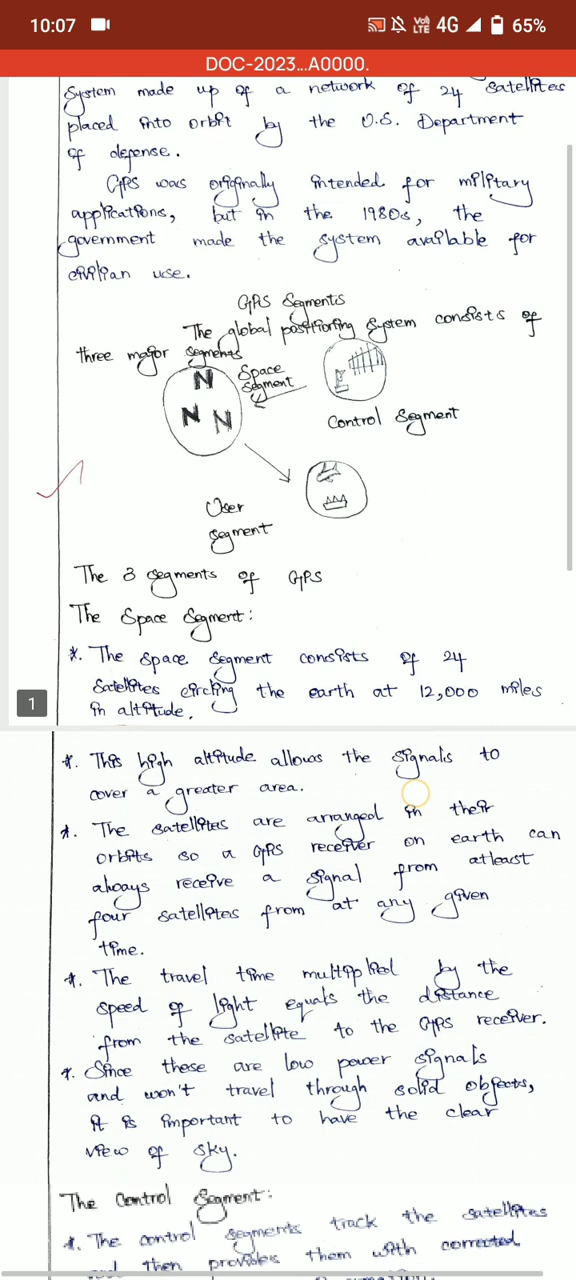 10:07 Vo) LTE 4G 65%
DOC-2023...A0000.
System made up of a network of 24 satellites
placed into orbit by the U.S. Department
of defense.
GPS was originally intended for military
applications, but in the 1980s, the
government made the system available for
civilian use.
GPS Segments
The global positioning system consists of
three major segments
Space
segment
N
N N
Control Segment
User
segment
The 3 segments of GPS
The Space Segment:
*. The space segment consists of 24
satellites circling the earth at 12,000 miles
in altitude.
1
*. This high altitude allows the signals to
cover a greater area.
*. The satellites are arranged in their
orbits so a GPS receiver on earth can
always receive a signal from atleast
four satellites from at any given
time.
*. The travel time multiplied by the
speed of light equals the distance
from the satellite to the GPS receiver.
*. Since these are low power signals
and won't travel through solid objects,
it is important to have the clear
view of sky.
The Control Segment:
*. The control segments track the satellites
and then provides them with corrected